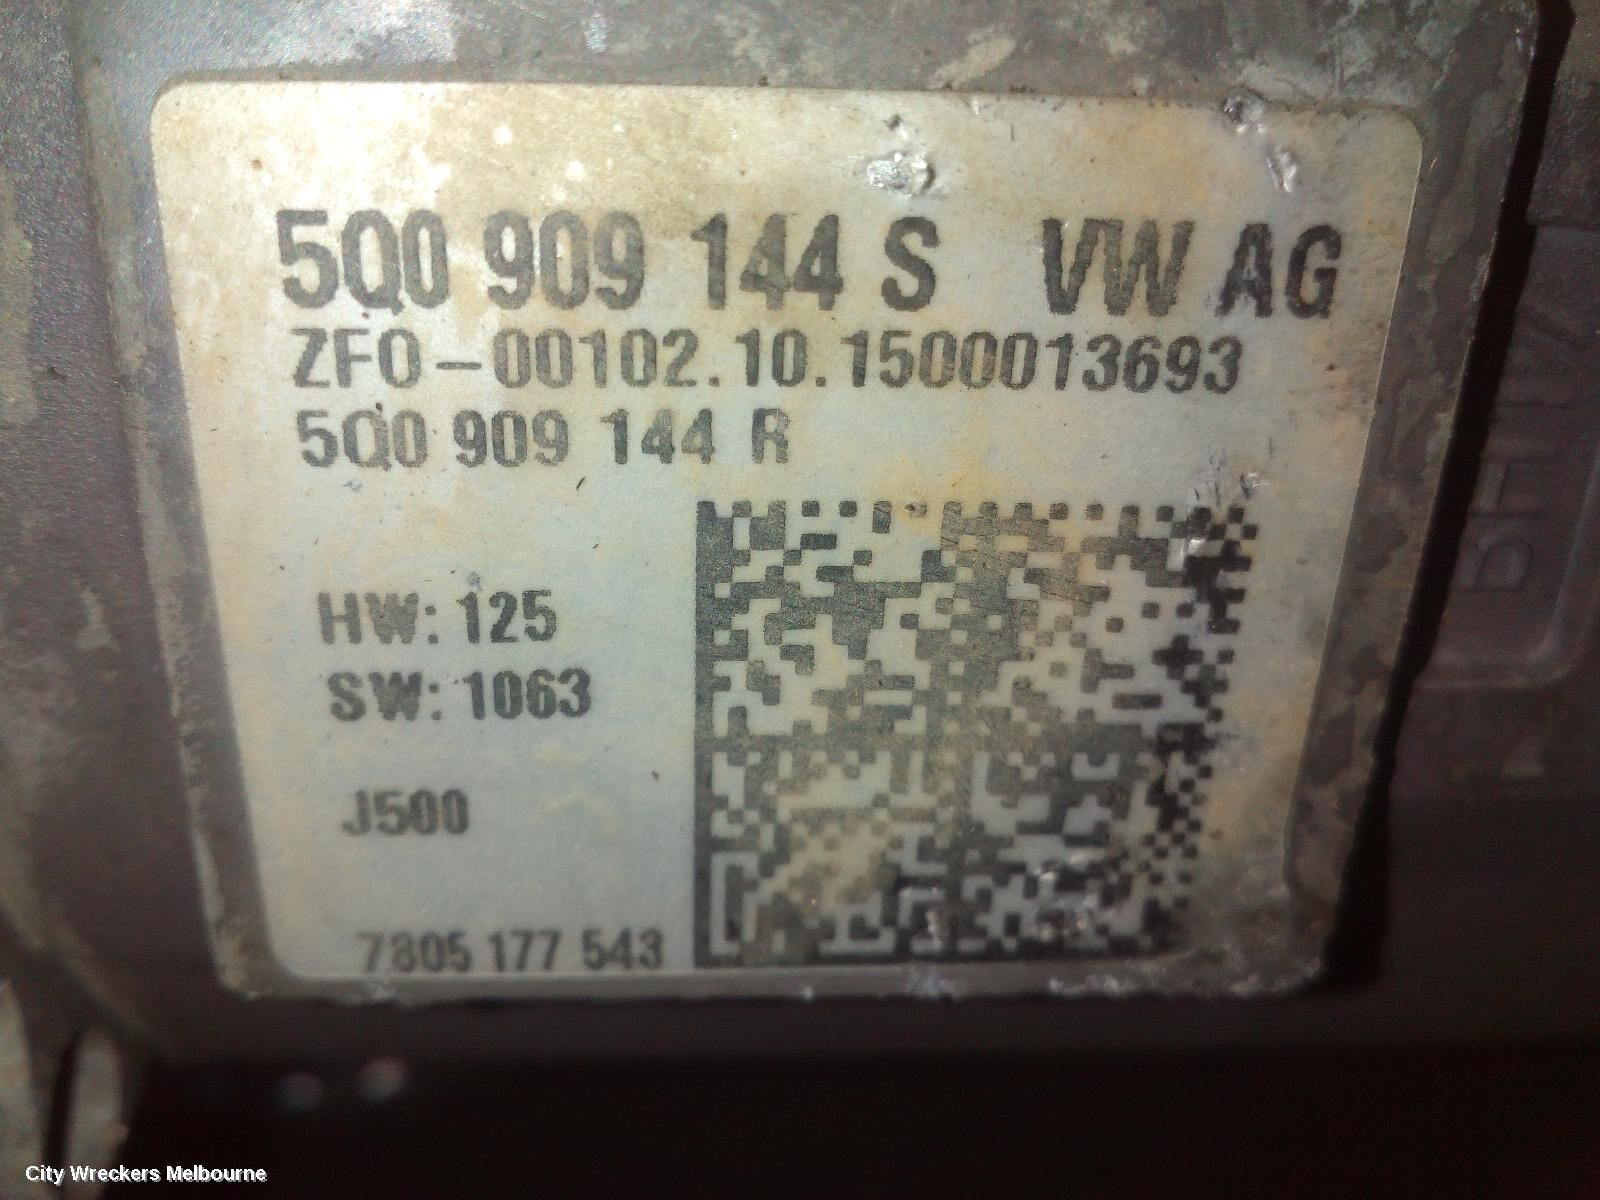 5Q0 909 144 S VW AG
ZF0-00102.10.1500013693
5Q0 909 144 R
HW: 125
SW: 1063
J500
7805 177 543
City Wreckers Melbourne